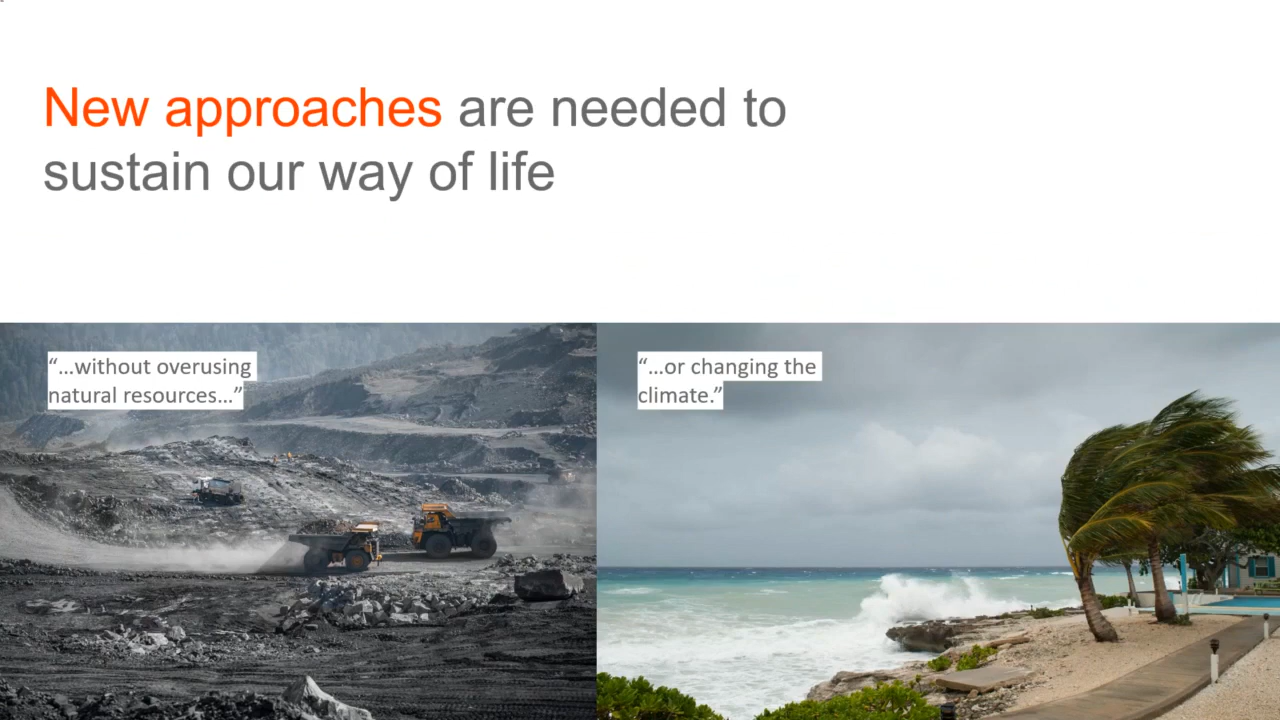 New approaches are needed to
sustain our way of life
“…without overusing
natural resources…”
“…or changing the
climate.”